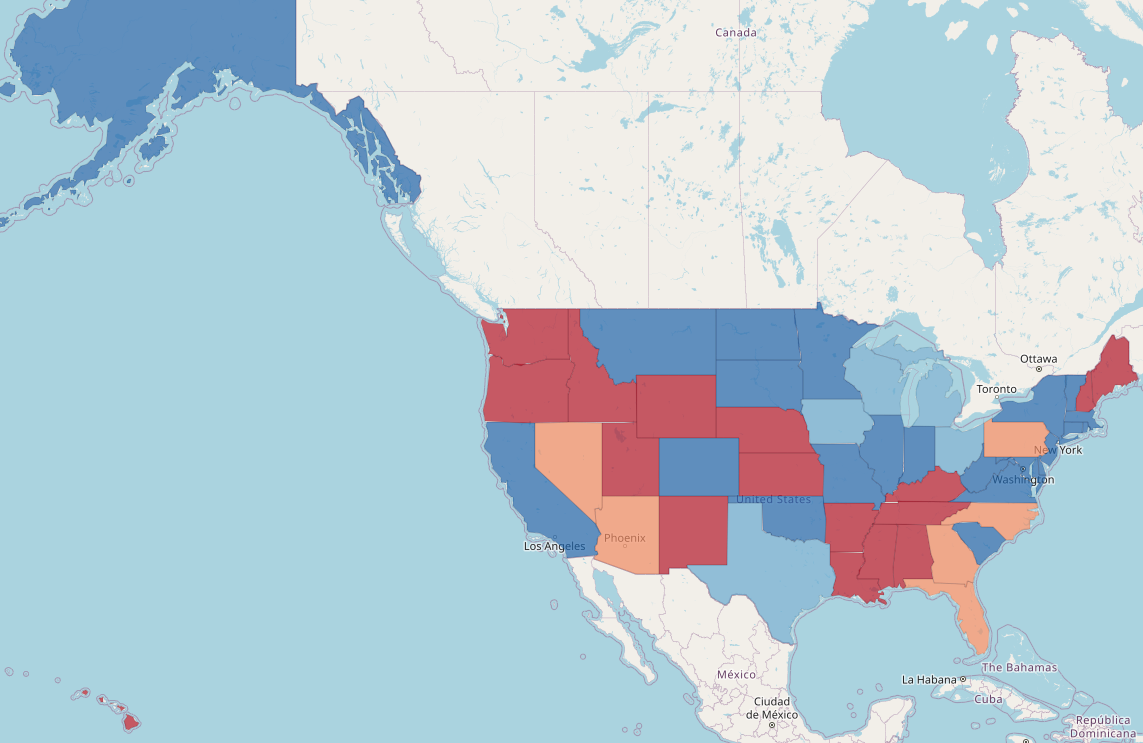 Canada
Ottawa
Toronto
New York
Washington
United States
Phoenix
Los Angeles
The Bahamas
La Habana
México
Cuba
Ciudad
de México
República
Dominicana